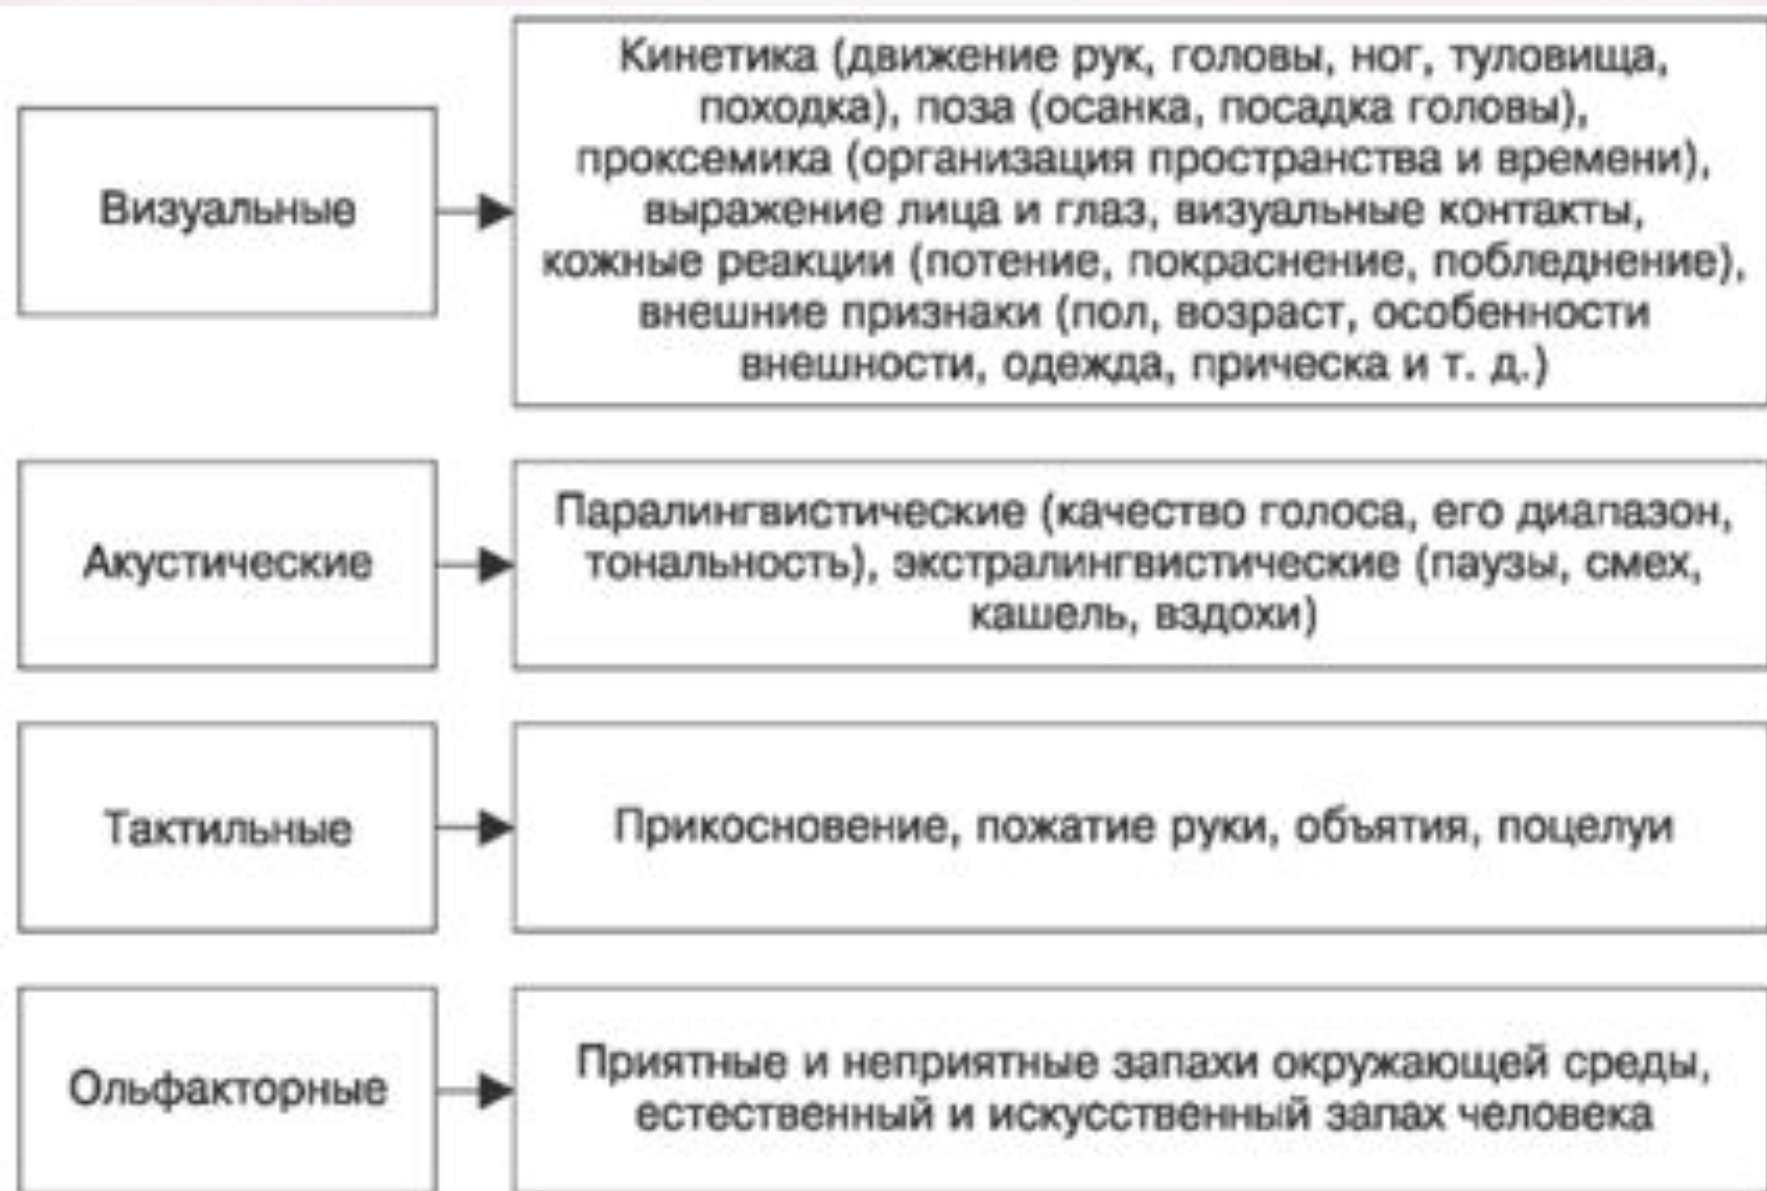 Визуальные
Кинетика (движение рук, головы, ног, туловища,
походка), поза (осанка, посадка головы),
проксемика (организация пространства и времени),
выражение лица и глаз, визуальные контакты,
кожные реакции (потение, покраснение, побледнение),
внешние признаки (пол, возраст, особенности
внешности, одежда, прическа и т. д.)
Акустические
Паралингвистические (качество голоса, его диапазон,
тональность), экстралингвистические (паузы, смех,
кашель, вздохи)
Тактильные
Прикосновение, пожатие руки, объятия, поцелуи
Ольфакторные
Приятные и неприятные запахи окружающей среды,
естественный и искусственный запах человека